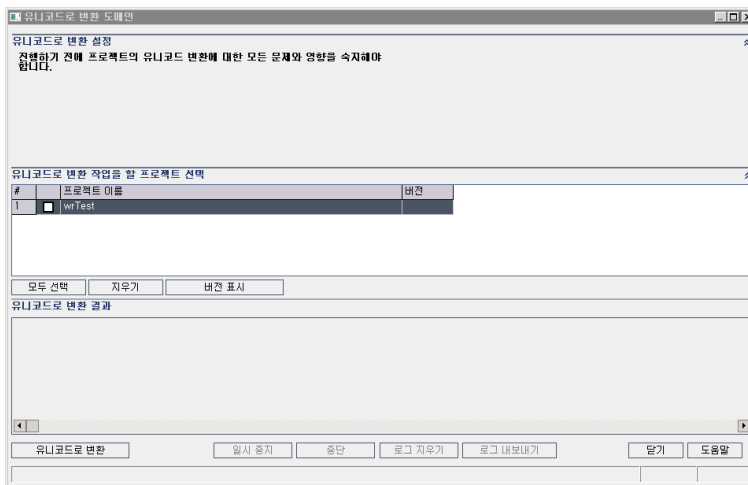 유니코드로 변환 도메인
유니코드로 변환 설정
진행하기 전에 프로젝트의 유니코드 변환에 대한 모든 문제와 영향을 숙지해야
합니다.
유니코드로 변환 작업을 할 프로젝트 선택
# 프로젝트 이름 버전
1 wrTest
모두 선택 지우기 버전 표시
유니코드로 변환 결과
유니코드로 변환 일시 중지 중단 로그 지우기 로그 내보내기 닫기 도움말